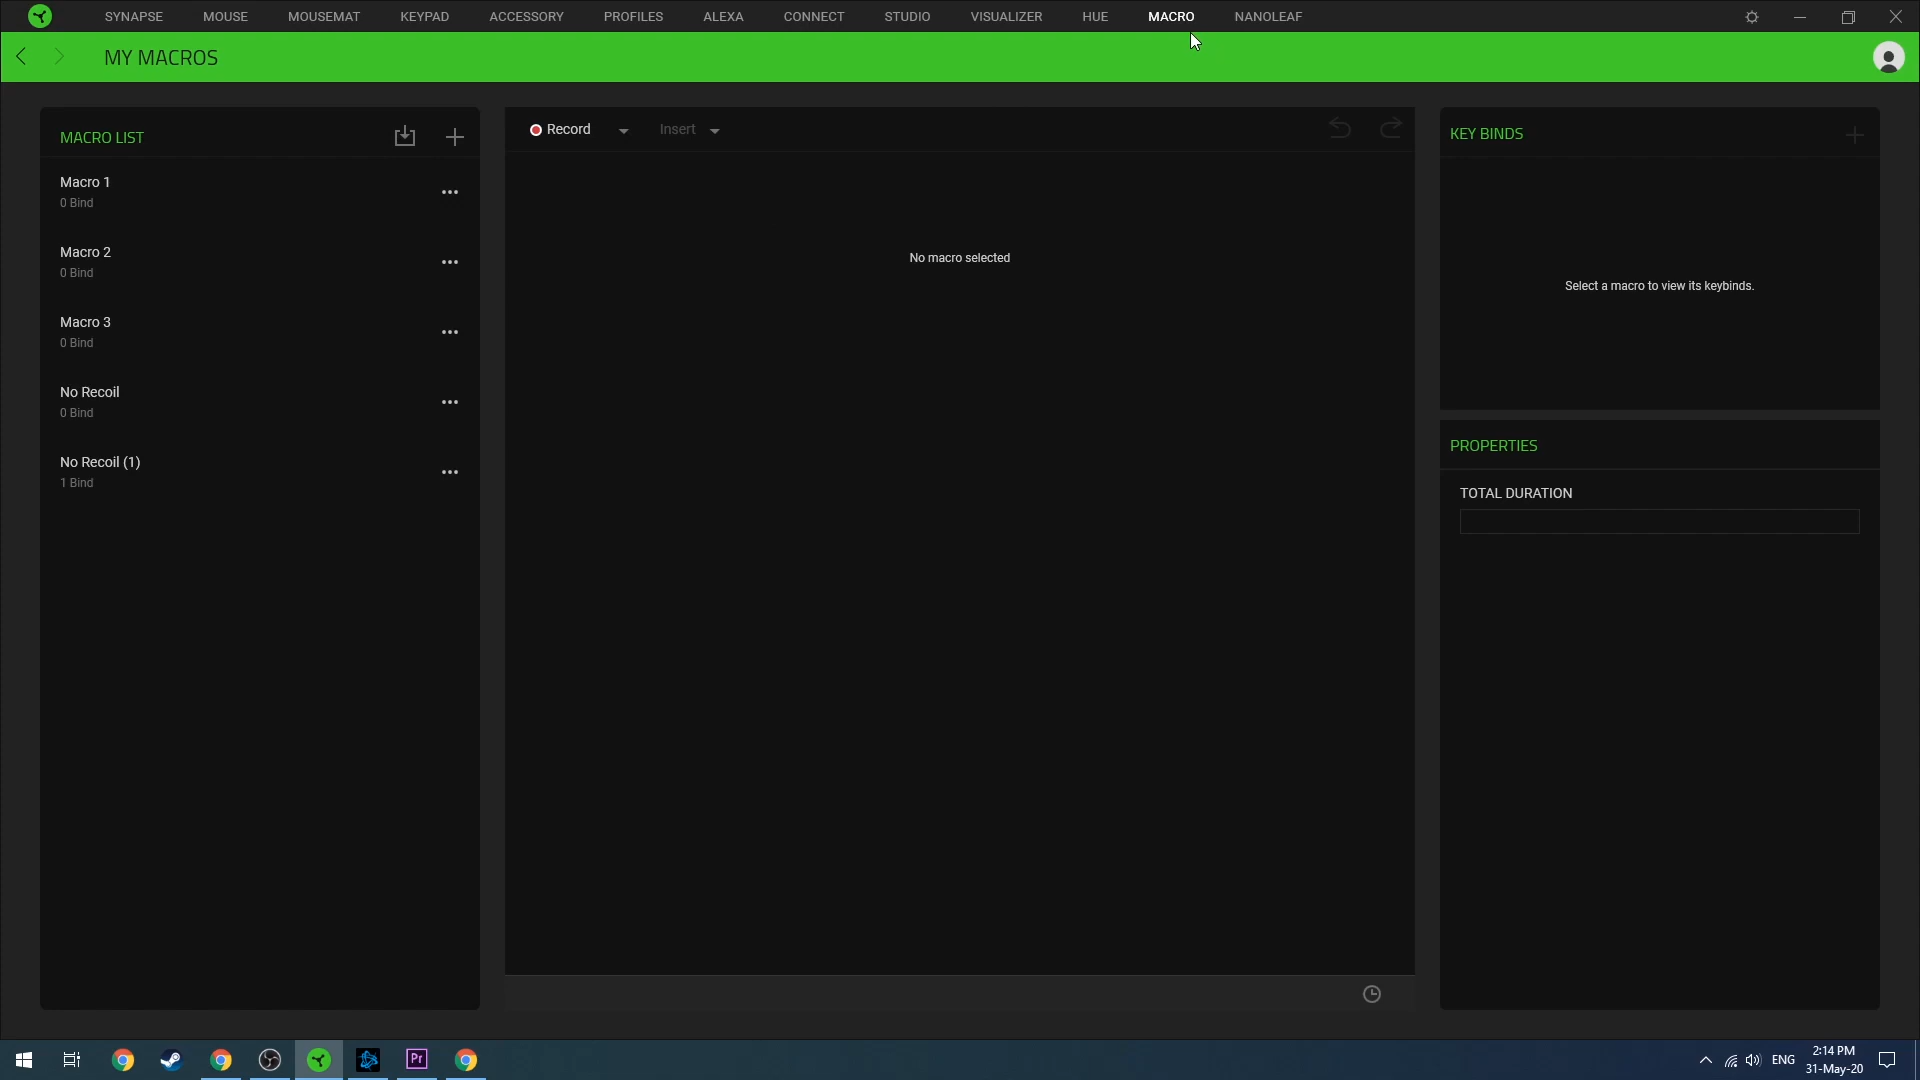 SYNAPSE MOUSE MOUSEMAT KEYPAD ACCESSORY PROFILES ALEXA CONNECT STUDIO VISUALIZER HUE MACRO NANOLEAF
MY MACROS
MACRO LIST
Macro 1
0 Bind
Macro 2
0 Bind
Macro 3
0 Bind
No Recoil
0 Bind
No Recoil (1)
1 Bind
Record Insert
No macro selected
KEY BINDS
Select a macro to view its keybinds.
PROPERTIES
TOTAL DURATION
Pr
ENG
2:14 PM
31-May-20